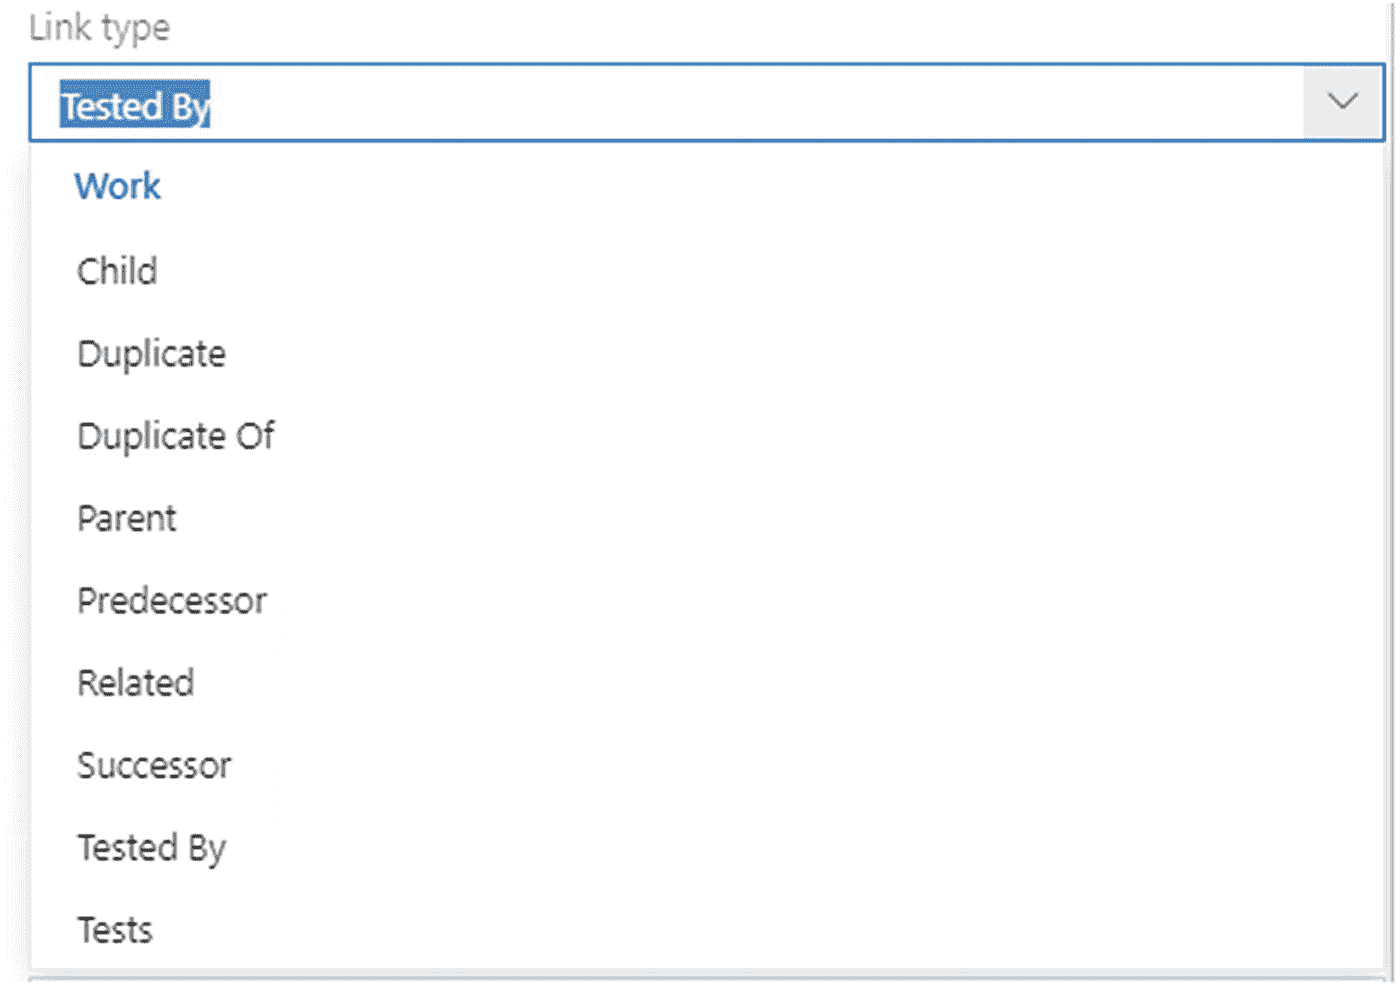 Link type
Tested By
Work
Child
Duplicate
Duplicate Of
Parent
Predecessor
Related
Successor
Tested By
Tests